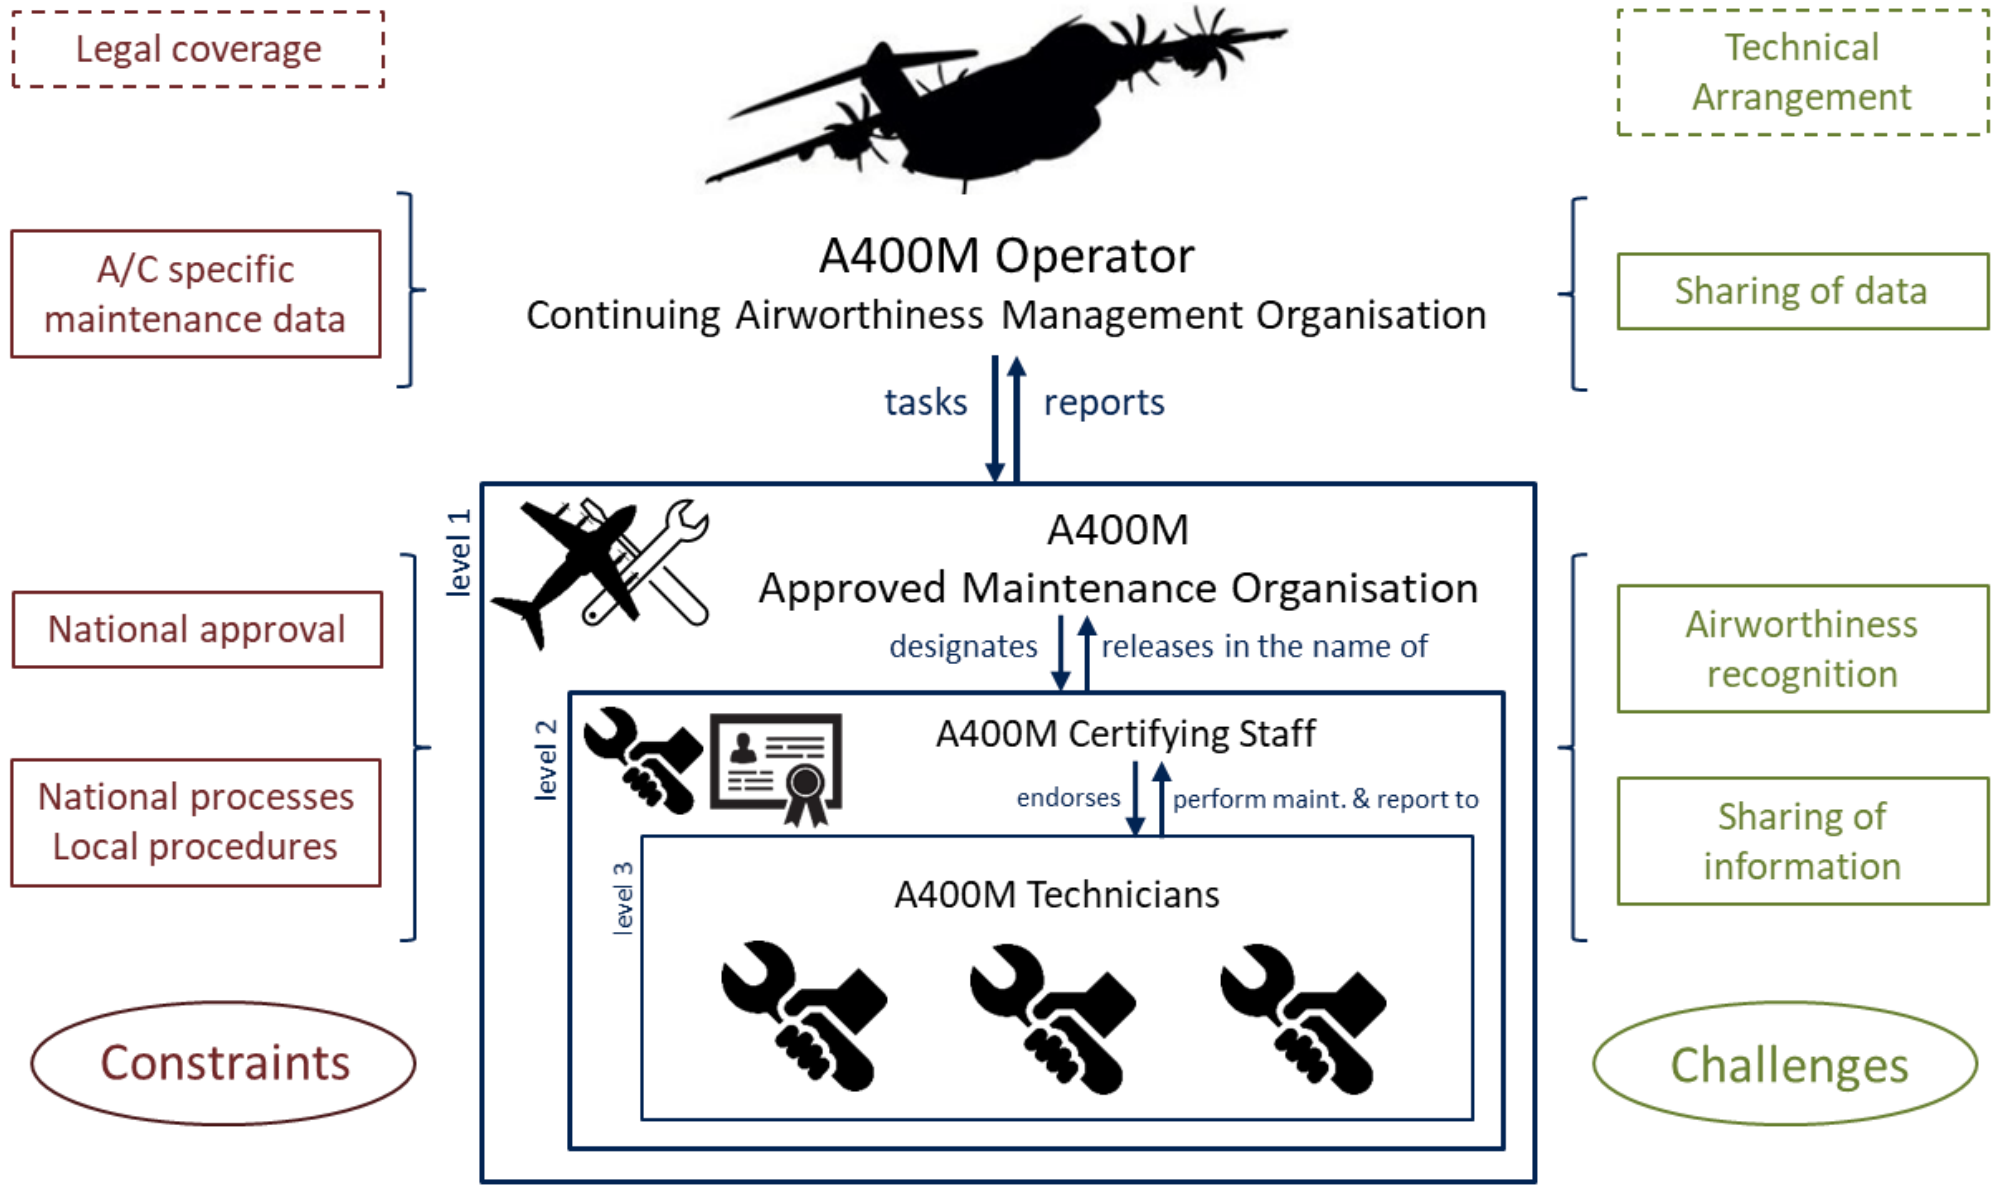 Legal coverage
Technical
Arrangement
A/C specific
maintenance data
A400M Operator
Continuing Airworthiness Management Organisation
Sharing of data
tasks
reports
level 1
A400M
Approved Maintenance Organisation
designates
releases in the name of
National approval
National processes
Local procedures
Airworthiness
recognition
Sharing of
information
level 2
A400M Certifying Staff
endorses
perform maint. & report to
level 3
A400M Technicians
Constraints
Challenges